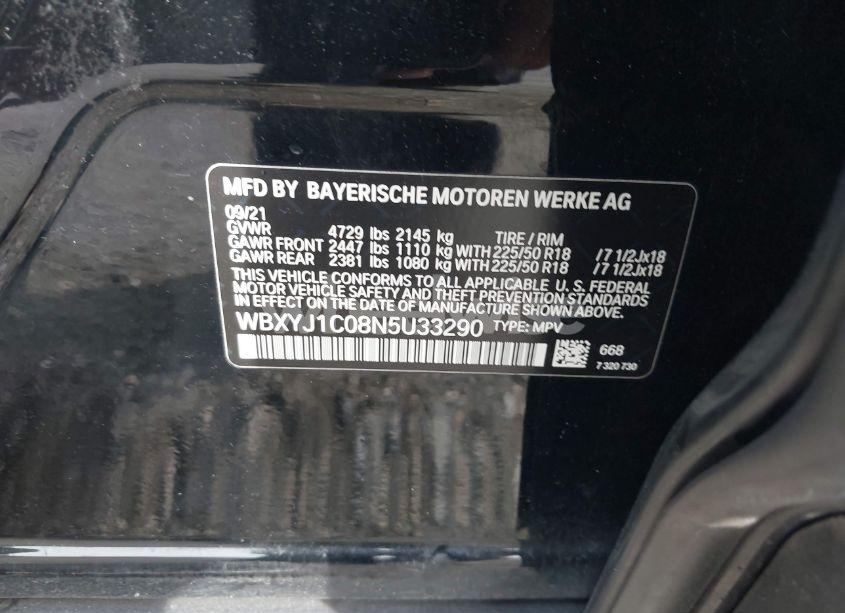 MFD BY BAYERISCHE MOTOREN WERKE AG
09/21
GVWR 4729 lbs 2145 kg TIRE / RIM
GAWR FRONT 2447 lbs 1110 kg WITH 225/50 R18 /7 1/2Jx18
GAWR REAR 2381 lbs 1080 kg WITH 225/50 R18 /7 1/2Jx18
THIS VEHICLE CONFORMS TO ALL APPLICABLE U. S. FEDERAL
MOTOR VEHICLE SAFETY AND THEFT PREVENTION STANDARDS
IN EFFECT ON THE DATE OF MANUFACTURE SHOWN ABOVE.
WBXYJ1C08N5U33290 TYPE: MPV
668
7 320 730